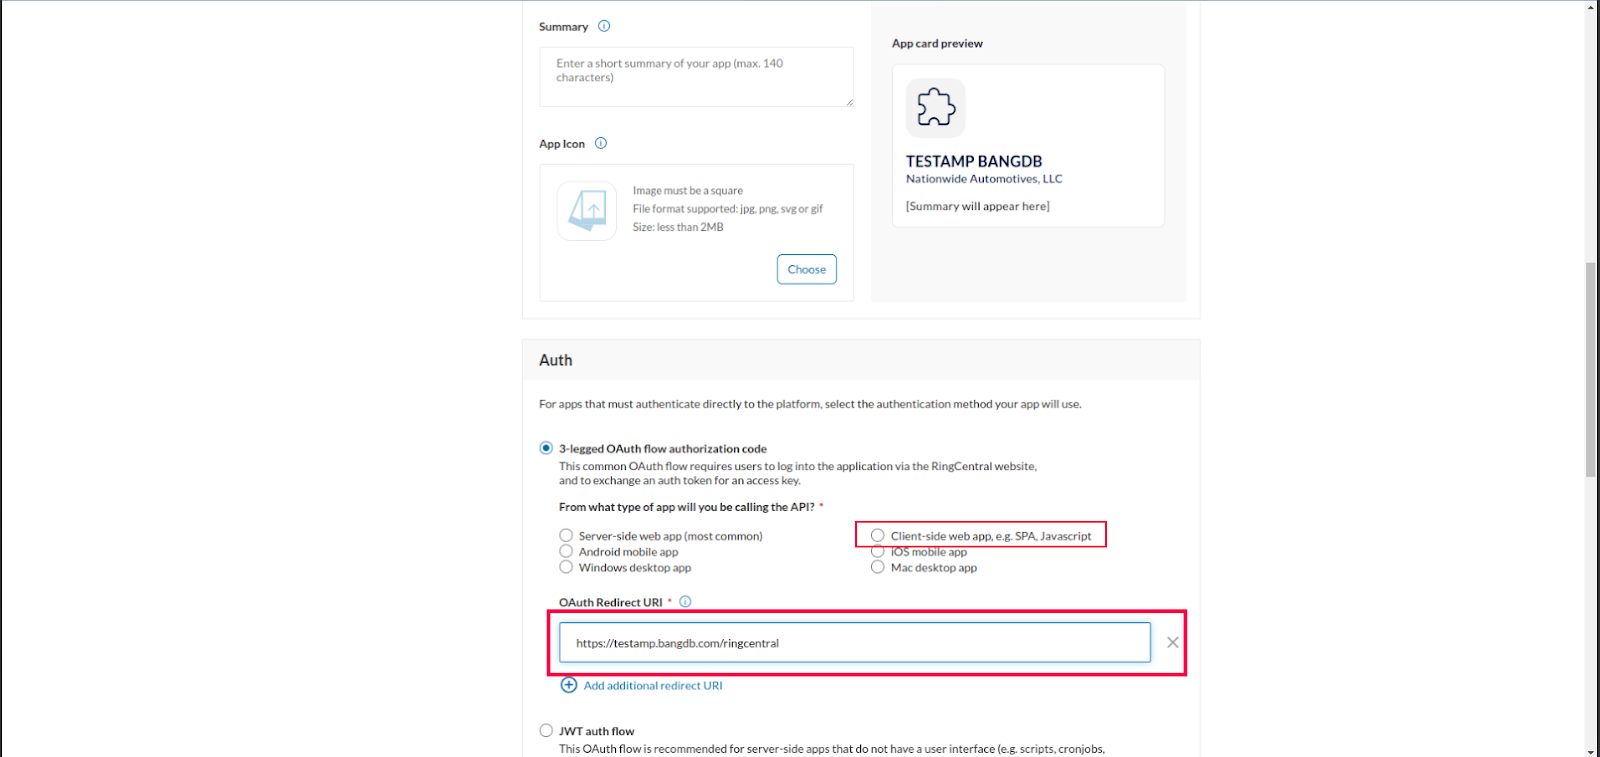 Summary
Enter a short summary of your app (max. 140
characters)
App Icon
Image must be a square
File format supported: jpg, png, svg or gif
Size: less than 2MB
Choose
App card preview
TESTAMP BANGDB
Nationwide Automotives, LLC
[Summary will appear here]
Auth
For apps that must authenticate directly to the platform, select the authentication method your app will use.
3-legged OAuth flow authorization code
This common OAuth flow requires users to log into the application via the RingCentral website,
and to exchange an auth token for an access key.
From what type of app will you be calling the API? *
Server-side web app (most common)
Client-side web app, e.g. SPA, Javascript
Android mobile app
iOS mobile app
Windows desktop app
Mac desktop app
OAuth Redirect URI *
https://testamp.bangdb.com/ringcentral
Add additional redirect URI
JWT auth flow
This OAuth flow is recommended for server-side apps that do not have a user interface (e.g. scripts, cronjobs,